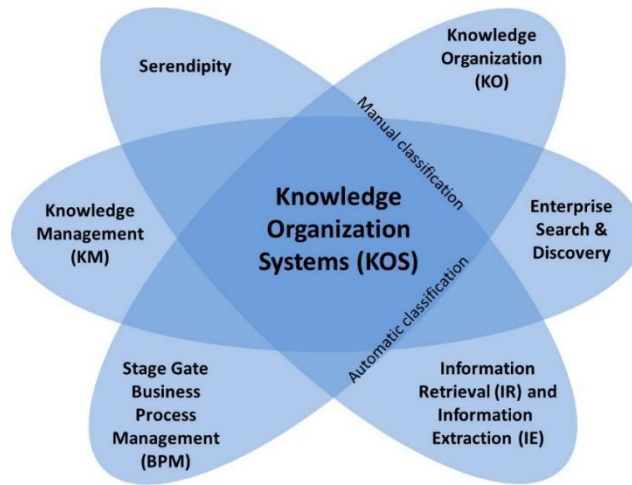 Serendipity
Knowledge
Organization
(KO)
Manual classification
Knowledge
Management
(KM)
Knowledge
Organization
Systems (KOS)
Enterprise
Search &
Discovery
Automatic classification
Stage Gate
Business
Process
Management
(BPM)
Information
Retrieval (IR) and
Information
Extraction (IE)